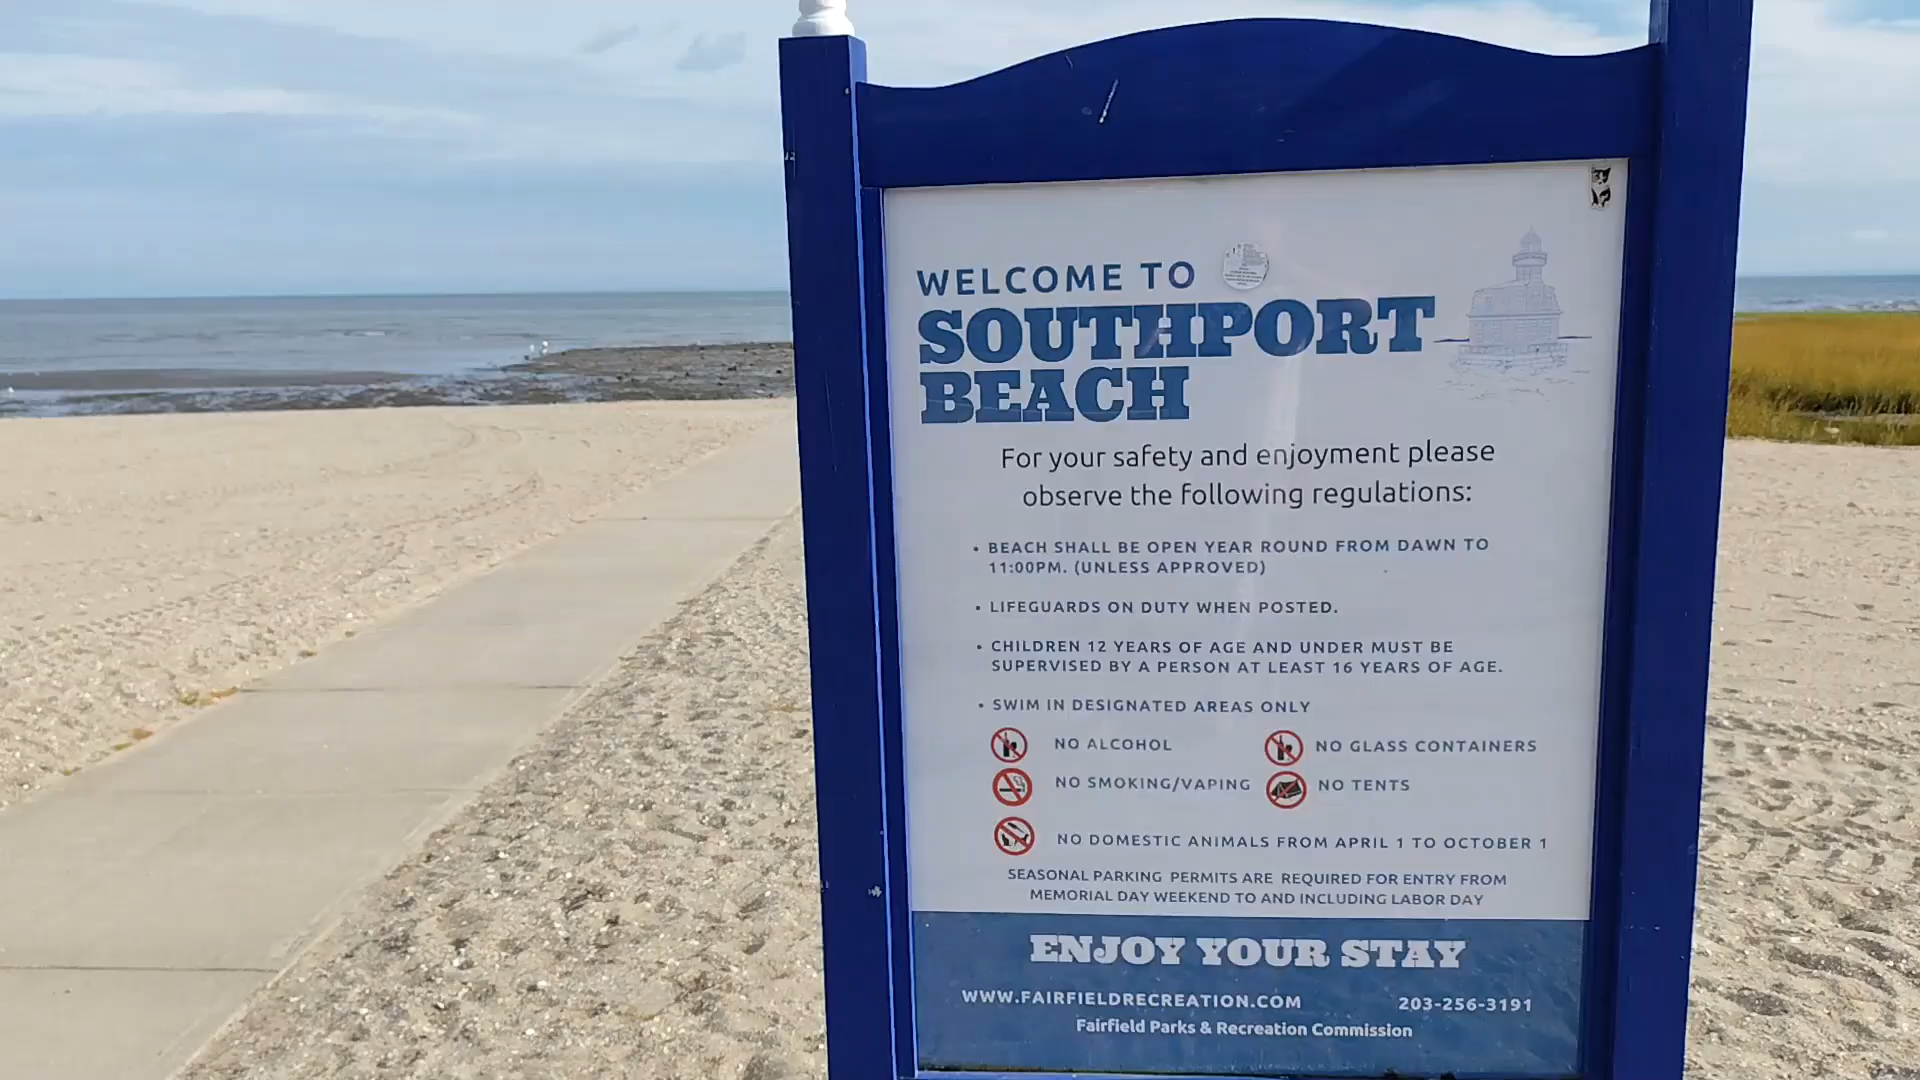 WELCOME TO
SOUTHPORT
BEACH
For your safety and enjoyment please
observe the following regulations:
• BEACH SHALL BE OPEN YEAR ROUND FROM DAWN TO
11:00PM. (UNLESS APPROVED)
• LIFEGUARDS ON DUTY WHEN POSTED.
• CHILDREN 12 YEARS OF AGE AND UNDER MUST BE
SUPERVISED BY A PERSON AT LEAST 16 YEARS OF AGE.
• SWIM IN DESIGNATED AREAS ONLY
NO ALCOHOL
NO GLASS CONTAINERS
NO SMOKING/VAPING
NO TENTS
NO DOMESTIC ANIMALS FROM APRIL 1 TO OCTOBER 1
SEASONAL PARKING PERMITS ARE REQUIRED FOR ENTRY FROM
MEMORIAL DAY WEEKEND TO AND INCLUDING LABOR DAY
ENJOY YOUR STAY
WWW.FAIRFIELDRECREATION.COM
203-256-3191
Fairfield Parks & Recreation Commission